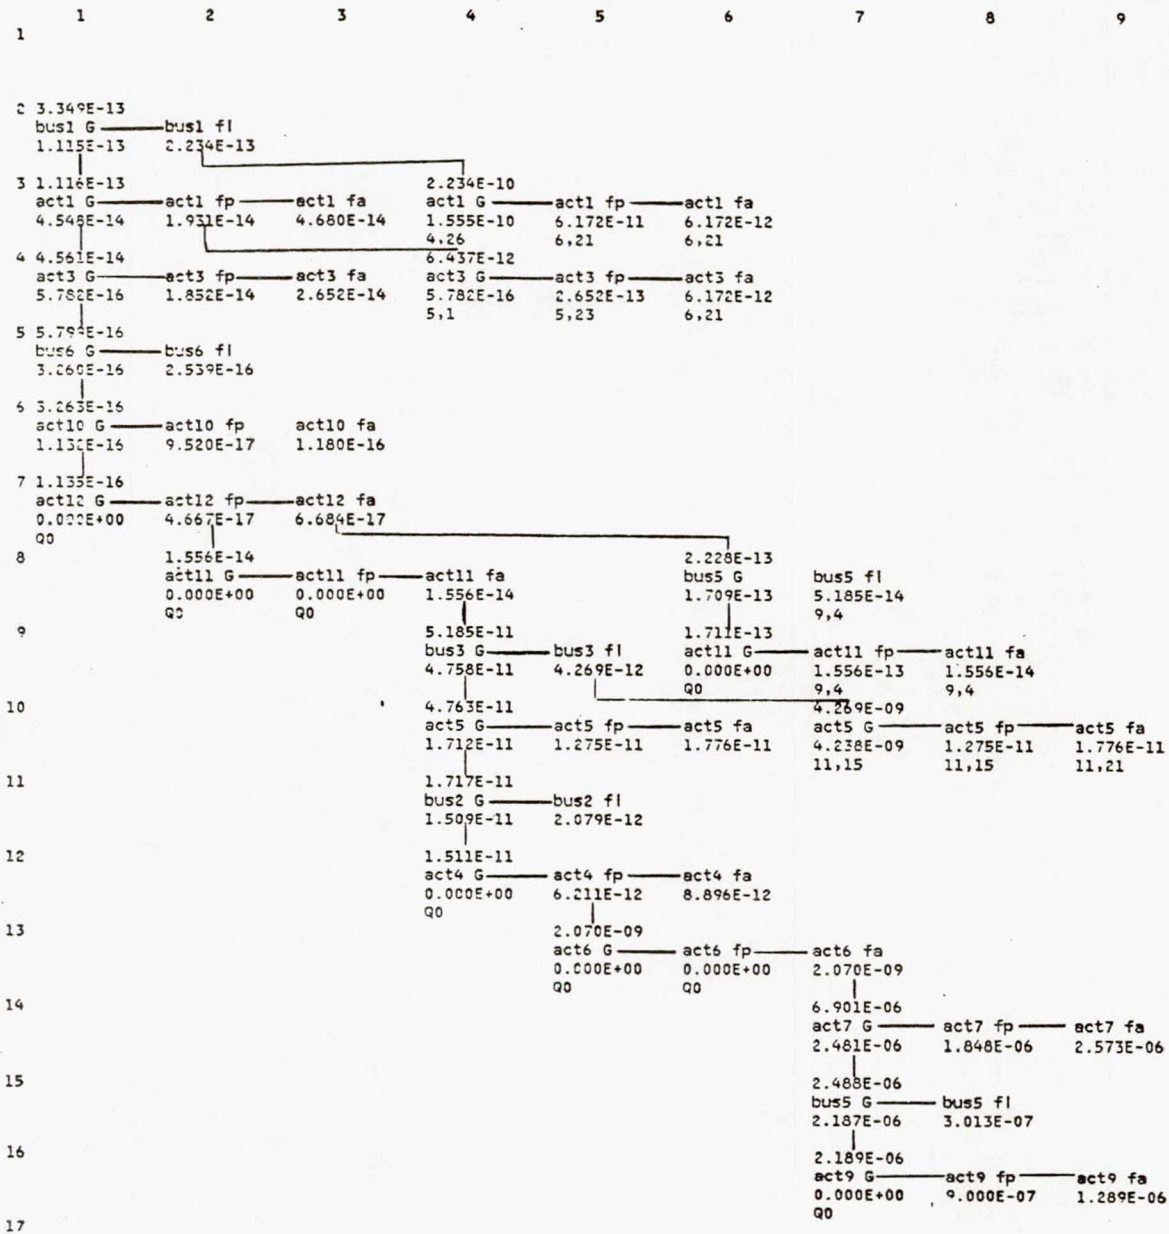 1 2 3 4 5 6 7 8 9
1
2 3.349E-13
bus1 G bus1 fl
1.115E-13 2.234E-13
3 1.116E-13 2.234E-10
act1 G act1 fp act1 fa act1 G act1 fp act1 fa
4.548E-14 1.931E-14 4.680E-14 1.555E-10 6.172E-11 6.172E-12
4,26 6,21 6,21
4 4.561E-14 6.437E-12
act3 G act3 fp act3 fa act3 G act3 fp act3 fa
5.782E-16 1.852E-14 2.652E-14 5.782E-16 2.652E-13 6.172E-12
5,1 5,23 6,21
5 5.799E-16
bus6 G bus6 fl
3.260E-16 2.539E-16
6 3.263E-16
act10 G act10 fp act10 fa
1.132E-16 9.520E-17 1.180E-16
7 1.135E-16
act12 G act12 fp act12 fa
0.000E+00 4.667E-17 6.684E-17
Q0
8 1.556E-14 2.228E-13
act11 G act11 fp act11 fa bus5 G bus5 fl
0.000E+00 0.000E+00 1.556E-14 1.709E-13 5.185E-14
Q0 Q0 9,4
9 5.185E-11 1.711E-13
bus3 G bus3 fl act11 G act11 fp act11 fa
4.758E-11 4.269E-12 0.000E+00 1.556E-13 1.556E-14
Q0 9,4 9,4
10 4.763E-11 4.269E-09
act5 G act5 fp act5 fa act5 G act5 fp act5 fa
1.712E-11 1.275E-11 1.776E-11 4.238E-09 1.275E-11 1.776E-11
11,15 11,15 11,21
11 1.717E-11
bus2 G bus2 fl
1.509E-11 2.079E-12
12 1.511E-11
act4 G act4 fp act4 fa
0.000E+00 6.211E-12 8.896E-12
Q0
13 2.070E-09
act6 G act6 fp act6 fa
0.000E+00 0.000E+00 2.070E-09
Q0 Q0
14 6.901E-06
act7 G act7 fp act7 fa
2.481E-06 1.848E-06 2.573E-06
15 2.488E-06
bus5 G bus5 fl
2.187E-06 3.013E-07
16 2.189E-06
act9 G act9 fp act9 fa
0.000E+00 9.000E-07 1.289E-06
Q0
17